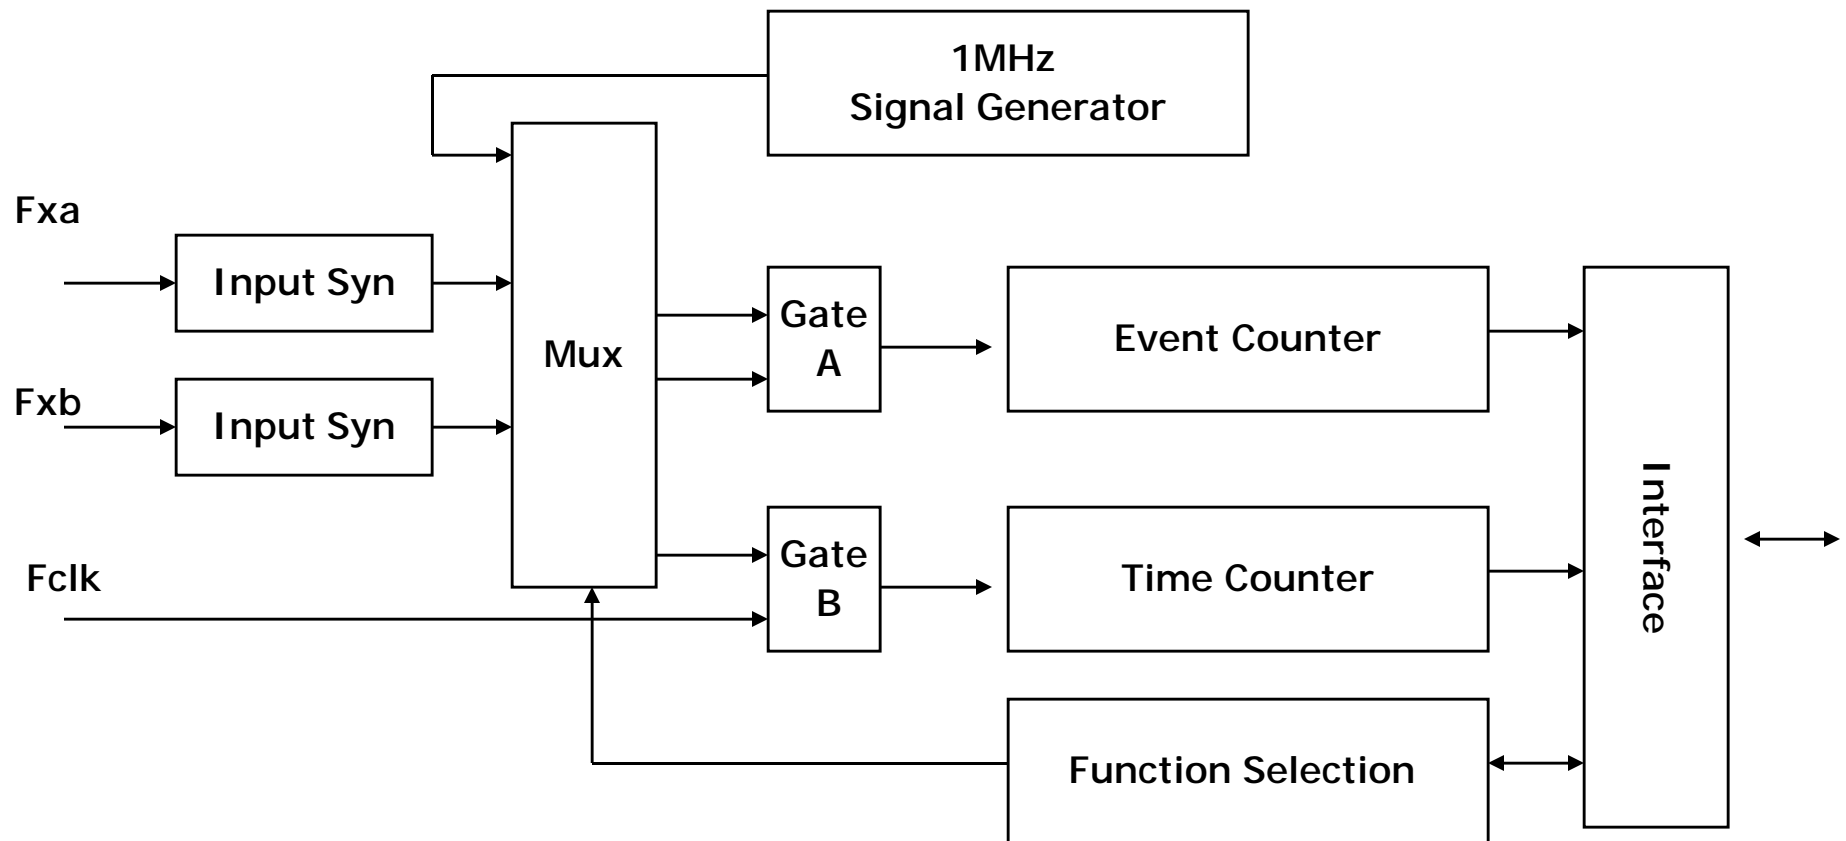 1MHz
Signal Generator
Fxa
Input Syn
Gate
A
Event Counter
Mux
Fxb
Input Syn
Interface
Gate
B
Time Counter
Fclk
Function Selection